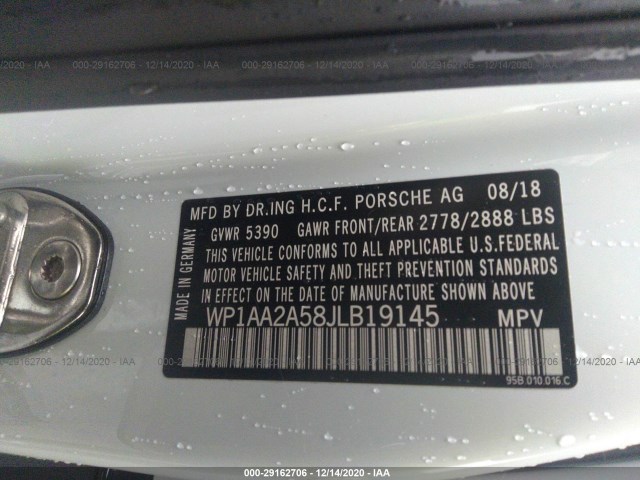 000-29162706 - 12/14/2020 - IAA
MFD BY DR.ING H.C.F. PORSCHE AG 08/18
GVWR 5390 GAWR FRONT/REAR 2778/2888 LBS
THIS VEHICLE CONFORMS TO ALL APPLICABLE U.S.FEDERAL
MOTOR VEHICLE SAFETY AND THEFT PREVENTION STANDARDS
IN EFFECT ON THE DATE OF MANUFACTURE SHOWN ABOVE
WP1AA2A58JLB19145 MPV
MADE IN GERMANY
95B 010 016 C
000-29162706 - 12/14/2020 - IAA